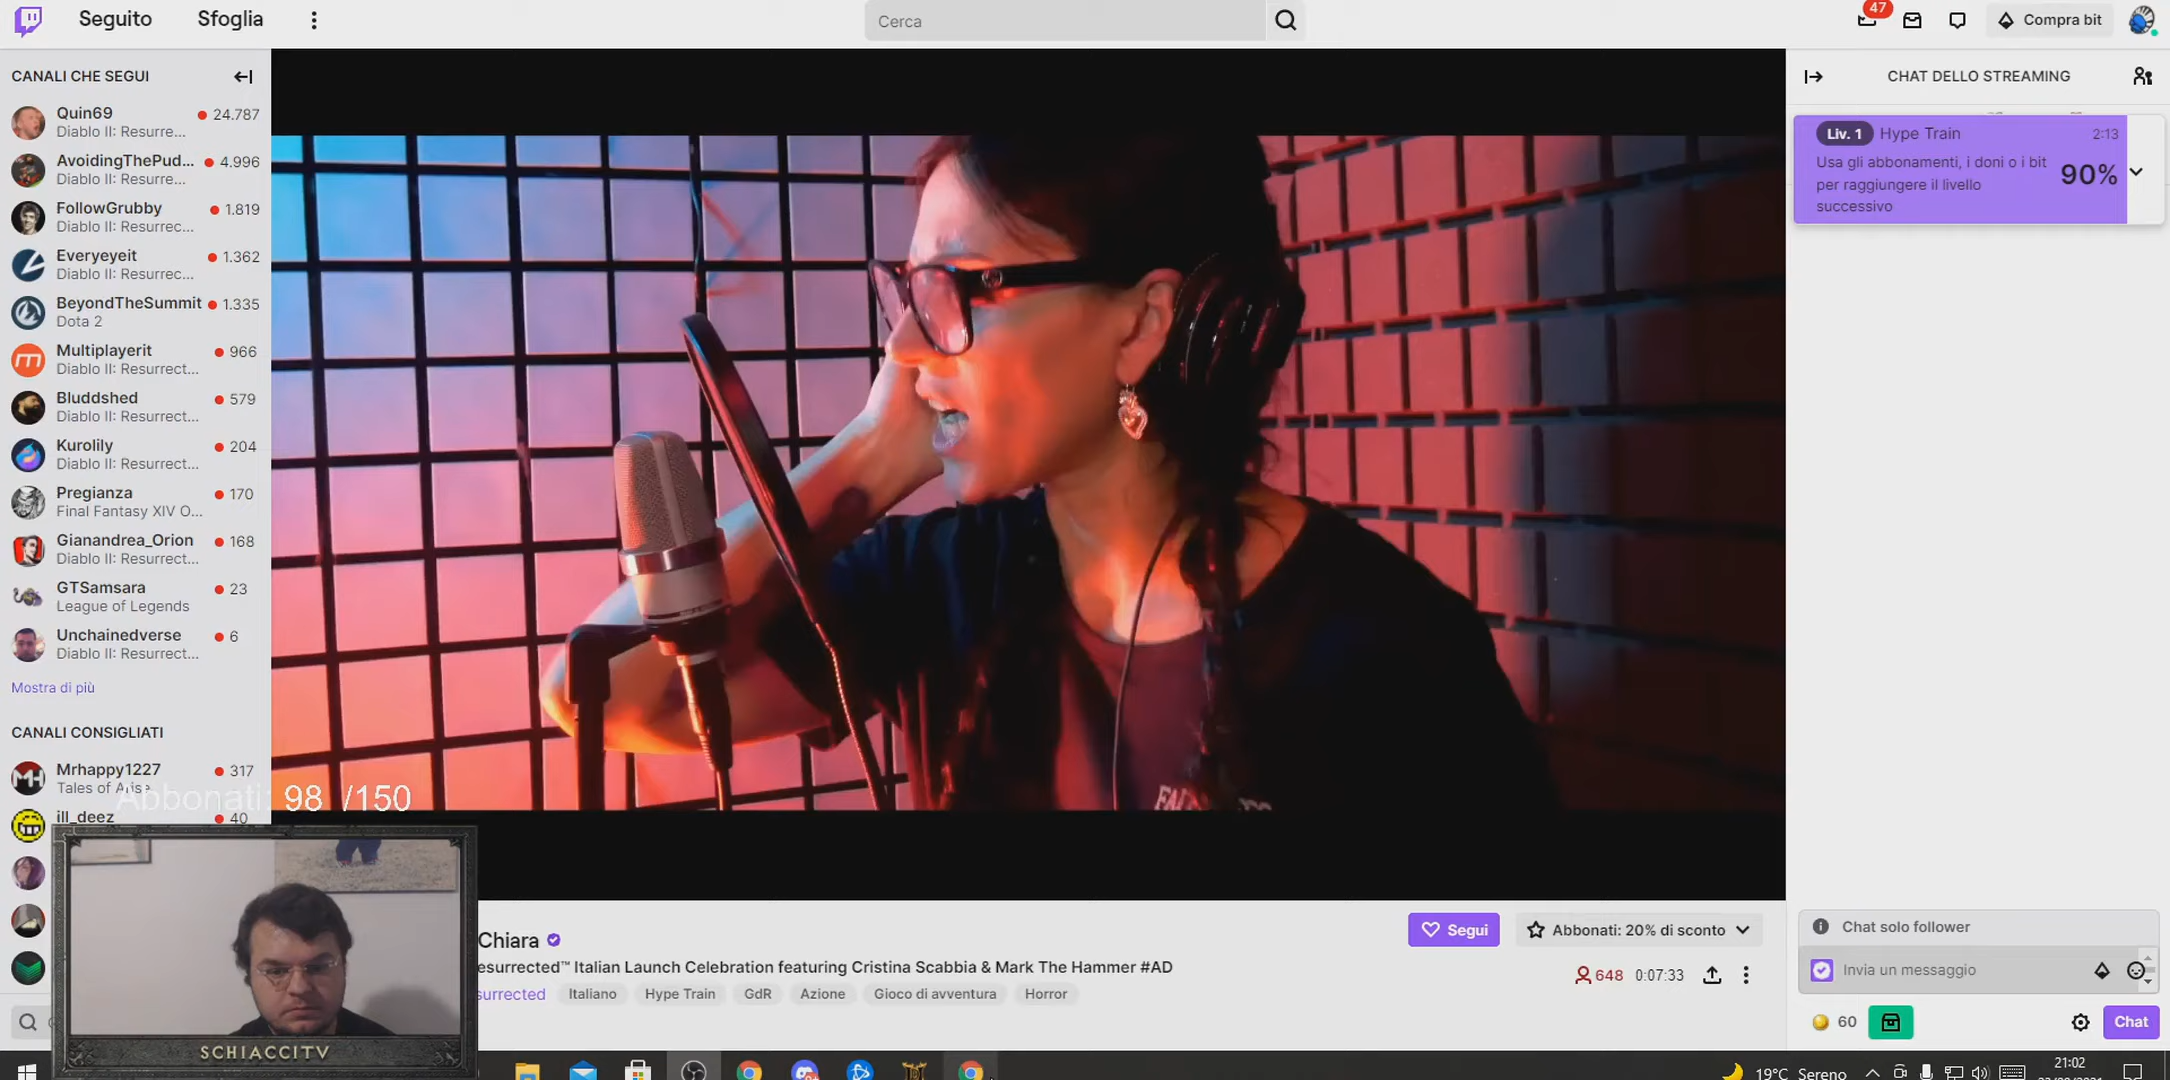 Seguito
Sfoglia
Cerca
47
Compra bit
CANALI CHE SEGUI
Quin69
24.787
Diablo II: Resurre...
AvoidingThePud...
4.996
Diablo II: Resurre...
FollowGrubby
1.819
Diablo II: Resurrec...
Everyeyeit
1.362
Diablo II: Resurrec...
BeyondTheSummit
1.335
Dota 2
Multiplayerit
966
Diablo II: Resurrect...
Bluddshed
579
Diablo II: Resurrect...
Kurolily
204
Diablo II: Resurrect...
Pregianza
170
Final Fantasy XIV O...
Gianandrea_Orion
168
Diablo II: Resurrect...
GTSamsara
23
League of Legends
Unchainedverse
6
Diablo II: Resurrect...
Mostra di più
CANALI CONSIGLIATI
Mrhappy1227
317
Tales of Arise
Abbonati: 98 /150
ill_deez
40
SCHIACCITV
Chiara
Segui
Abbonati: 20% di sconto
esurrected™ Italian Launch Celebration featuring Cristina Scabbia & Mark The Hammer #AD
648
0:07:33
surrected
Italiano
Hype Train
GdR
Azione
Gioco di avventura
Horror
CHAT DELLO STREAMING
Liv. 1
Hype Train
2:13
Usa gli abbonamenti, i doni o i bit
per raggiungere il livello
successivo
90%
Chat solo follower
Invia un messaggio
60
Chat
19°C Sereno
21:02